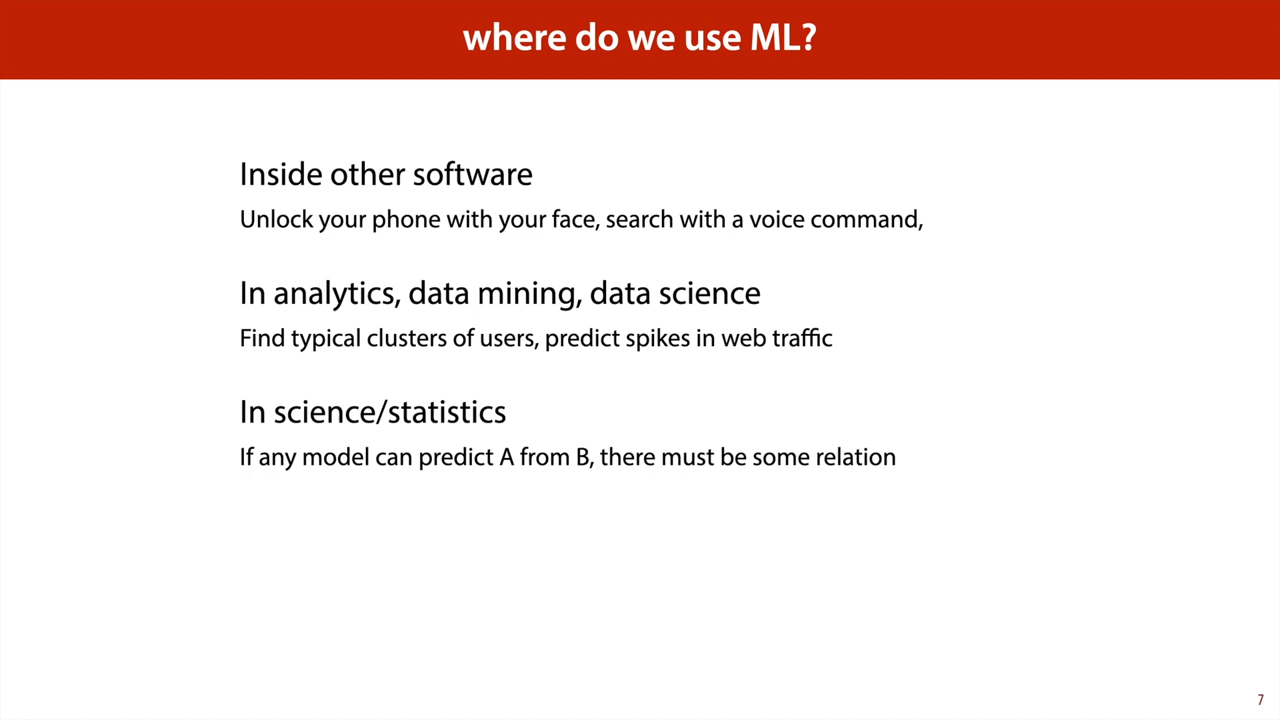 where do we use ML?
Inside other software
Unlock your phone with your face, search with a voice command,
In analytics, data mining, data science
Find typical clusters of users, predict spikes in web traffic
In science/statistics
If any model can predict A from B, there must be some relation
7